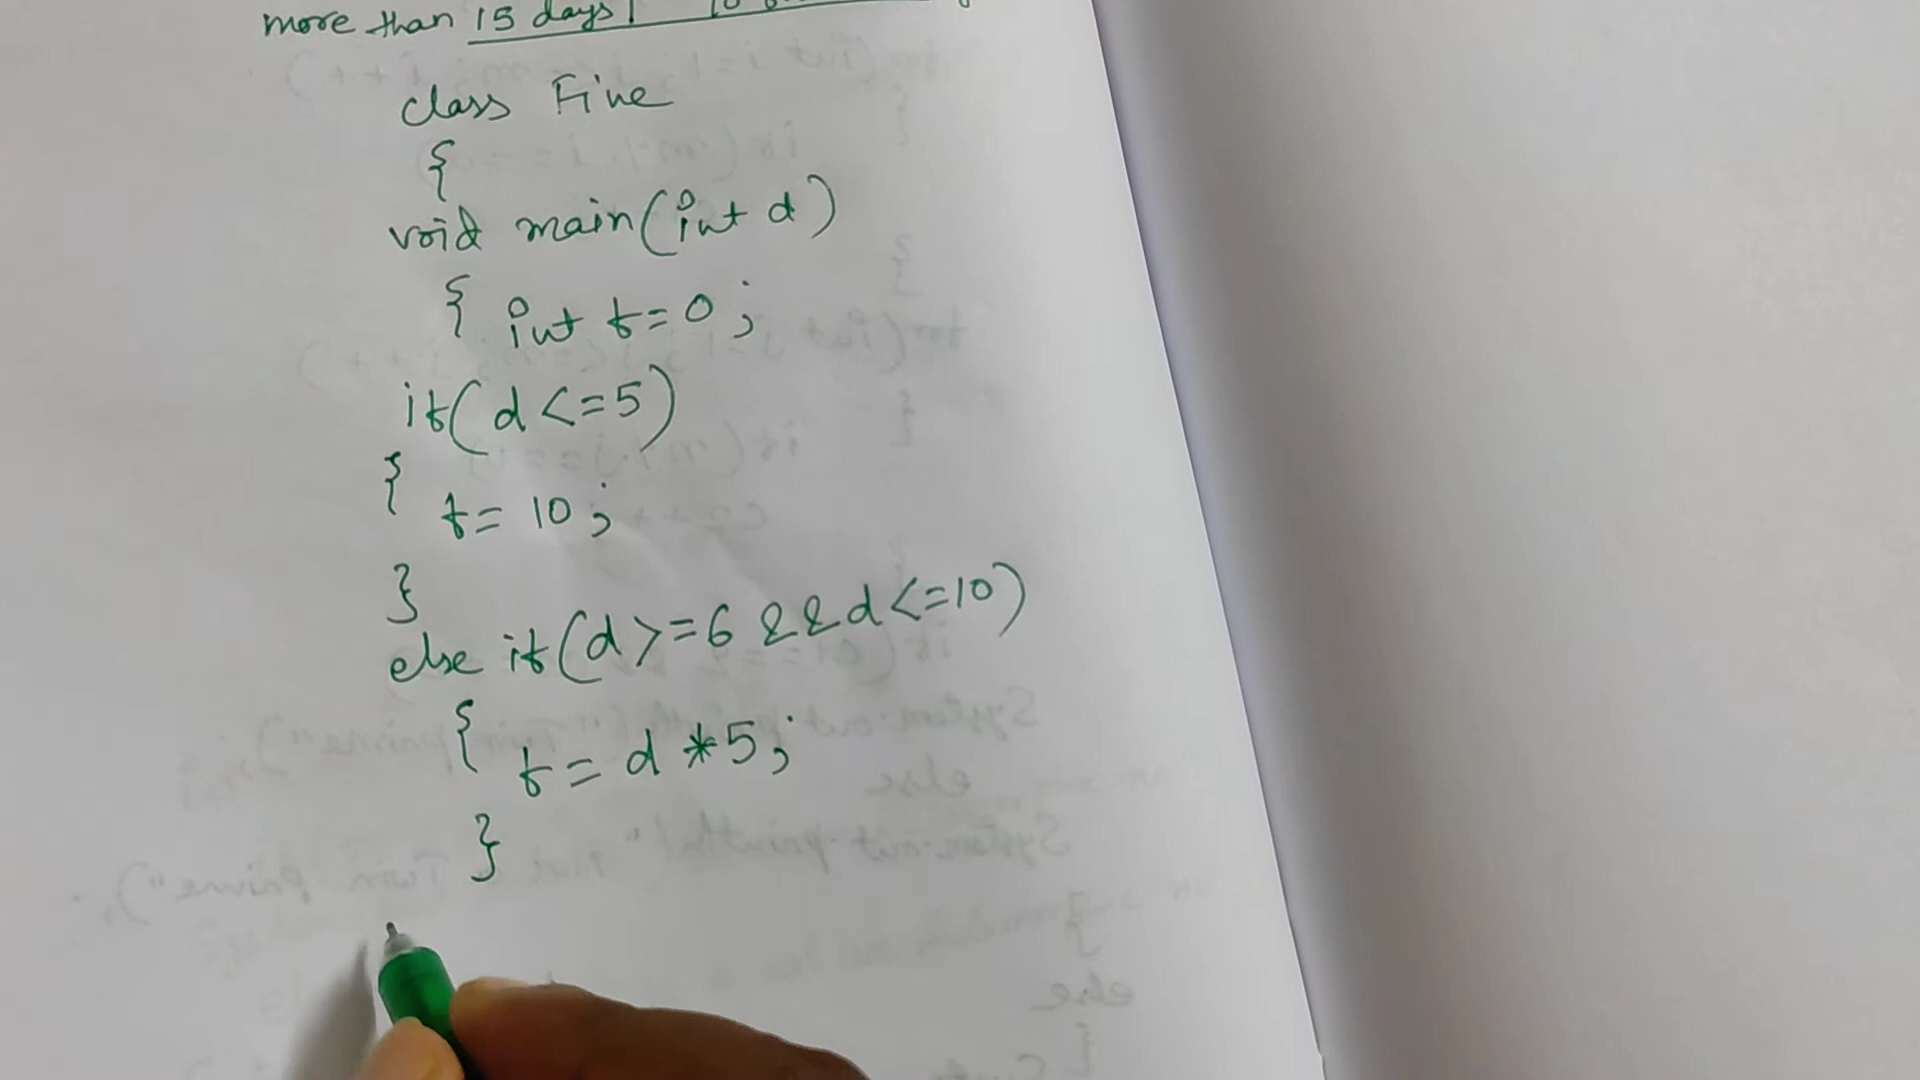 more than 15 days
class Fine
{
void main(int d)
{ int f=0;
if(d<=5)
{
f= 10;
}
else if(d>=6 &&d<=10)
{
f= d *5;
}